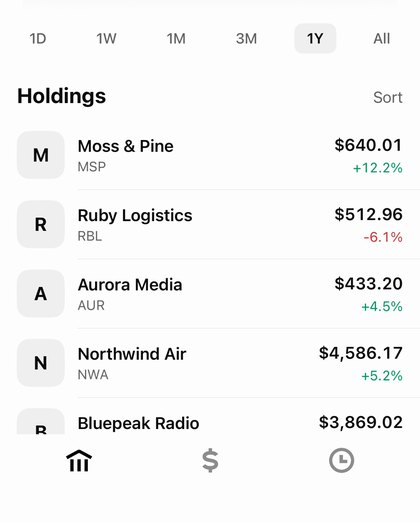 1D 1W 1M 3M 1Y All
Holdings Sort
M Moss & Pine $640.01
MSP +12.2%
R Ruby Logistics $512.96
RBL -6.1%
A Aurora Media $433.20
AUR +4.5%
N Northwind Air $4,586.17
NWA +5.2%
B Bluepeak Radio $3,869.02
$